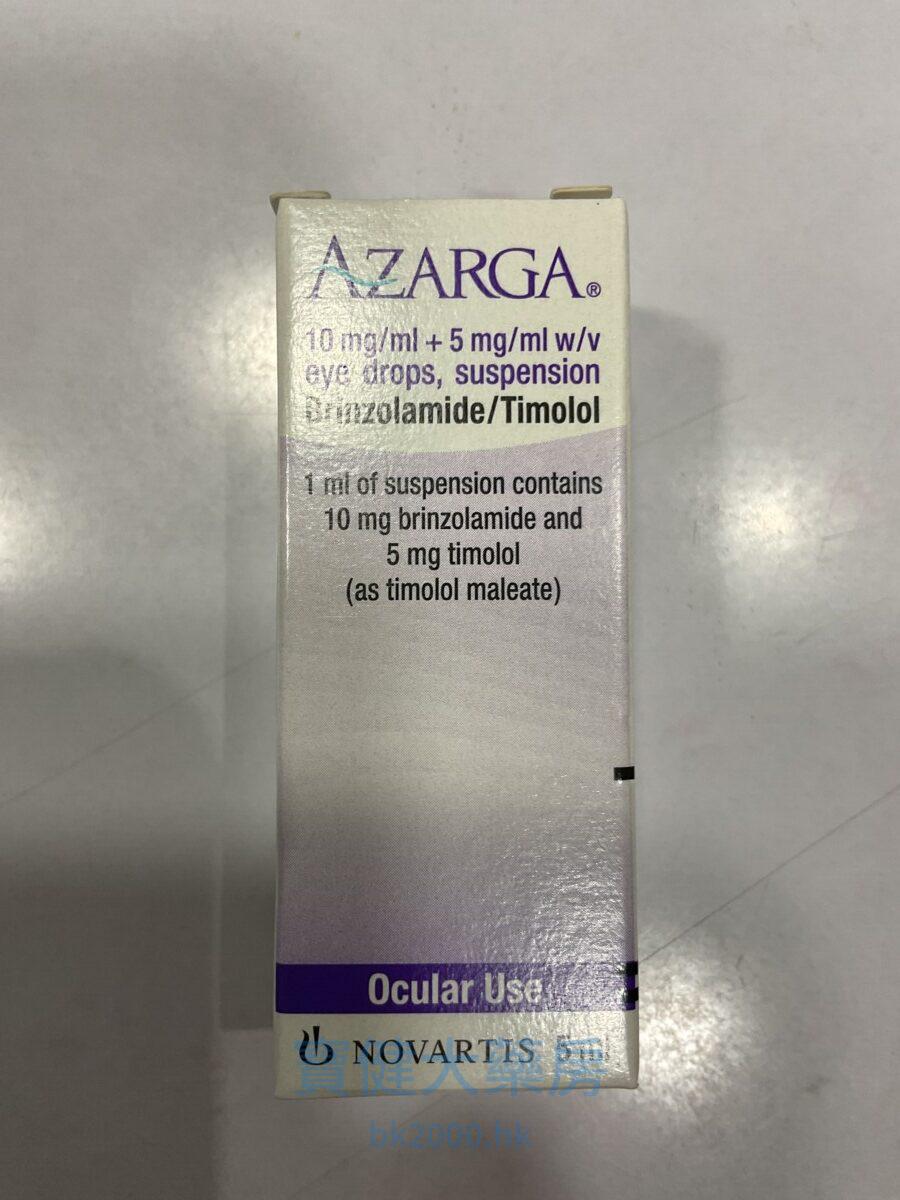 AZARGA®
10 mg/ml + 5 mg/ml w/v
eye drops, suspension
Brinzolamide/Timolol
1 ml of suspension contains
10 mg brinzolamide and
5 mg timolol
(as timolol maleate)
Ocular Use
NOVARTIS 5 ml
寶健大藥房
bk2000.hk